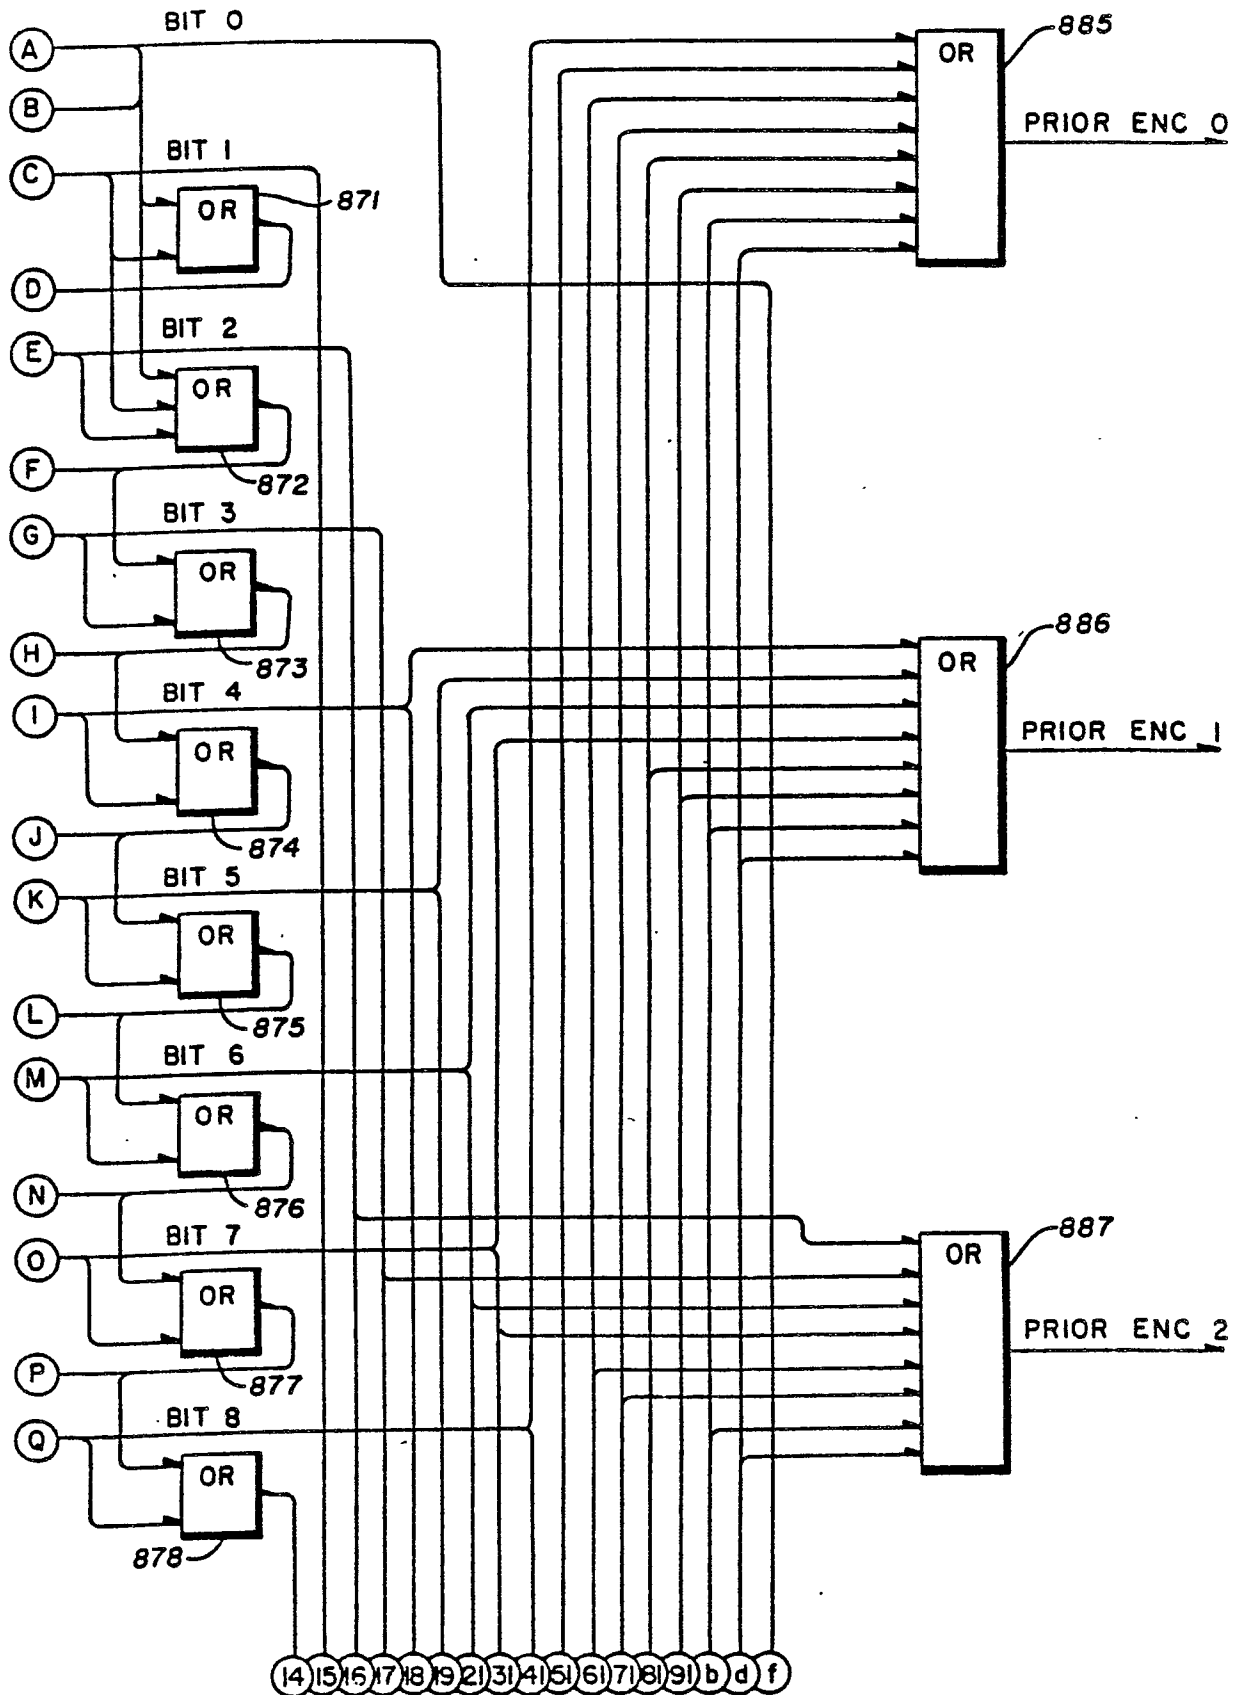 A
BIT 0
OR
885
B
PRIOR ENC 0
C
BIT 1
OR
871
D
E
BIT 2
OR
F
872
G
BIT 3
OR
H
873
886
OR
I
BIT 4
PRIOR ENC 1
OR
J
874
K
BIT 5
OR
L
875
M
BIT 6
OR
N
876
O
BIT 7
887
OR
OR
PRIOR ENC 2
P
877
Q
BIT 8
OR
878
14 15 16 17 18 19 21 31 41 51 61 71 81 91 b d f